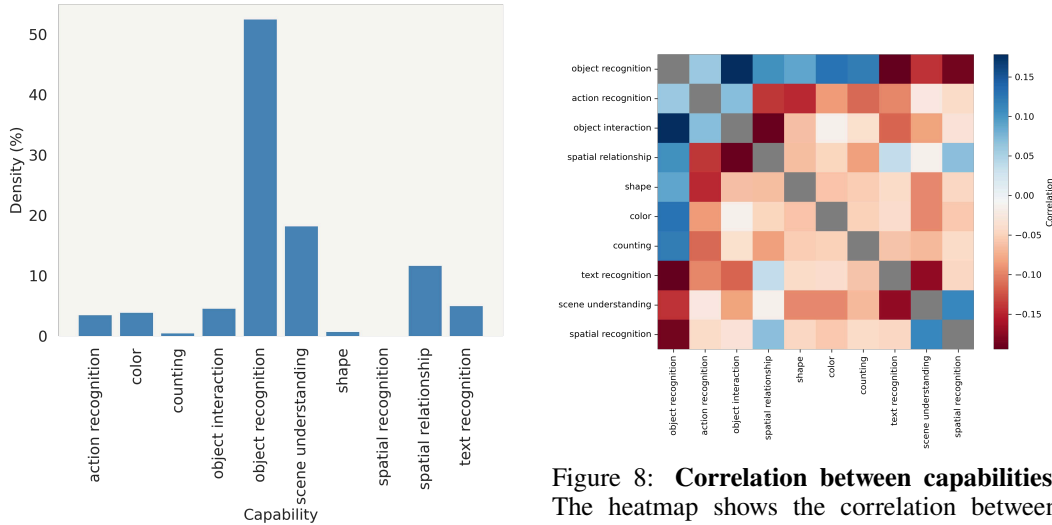 50
40
30
20
10
0
Density (%)
action recognition
color
counting
object interaction
object recognition
scene understanding
shape
spatial recognition
spatial relationship
text recognition
Capability
object recognition
action recognition
object interaction
spatial relationship
shape
color
counting
text recognition
scene understanding
spatial recognition
object recognition
action recognition
object interaction
spatial relationship
shape
color
counting
text recognition
scene understanding
spatial recognition
0.15
0.10
0.05
0.00
−0.05
−0.10
−0.15
Correlation
Figure 8: Correlation between capabilities
The heatmap shows the correlation between